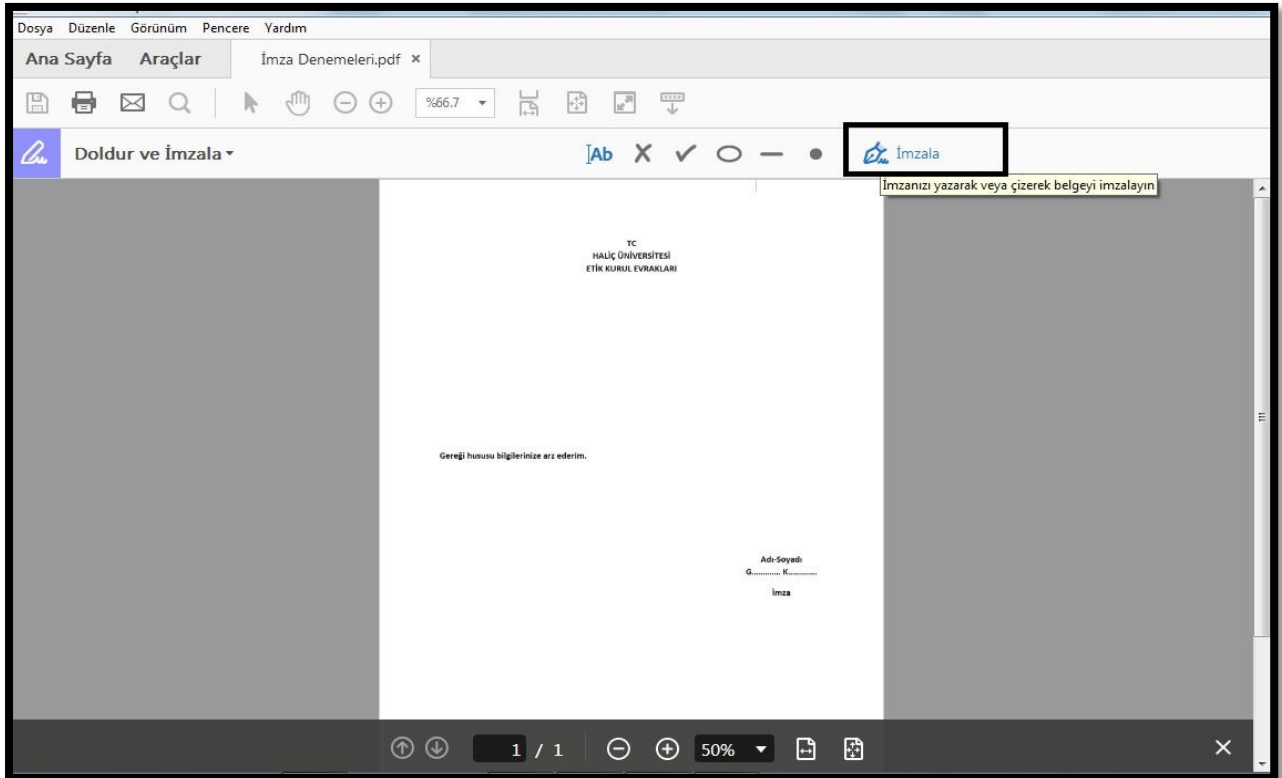 Dosya Düzenle Görünüm Pencere Yardım
Ana Sayfa Araçlar İmza Denemeleri.pdf ×
%66.7
Doldur ve İmzala Ab İmzala
İmzanızı yazarak veya çizerek belgeyi imzalayın
TC
HALİÇ ÜNİVERSİTESİ
ETİK KURUL EVRAKLARI
Gereği hususu bilgilerinize arz ederim.
Adı-Soyadı
G............ K............
İmza
1 / 1 50%